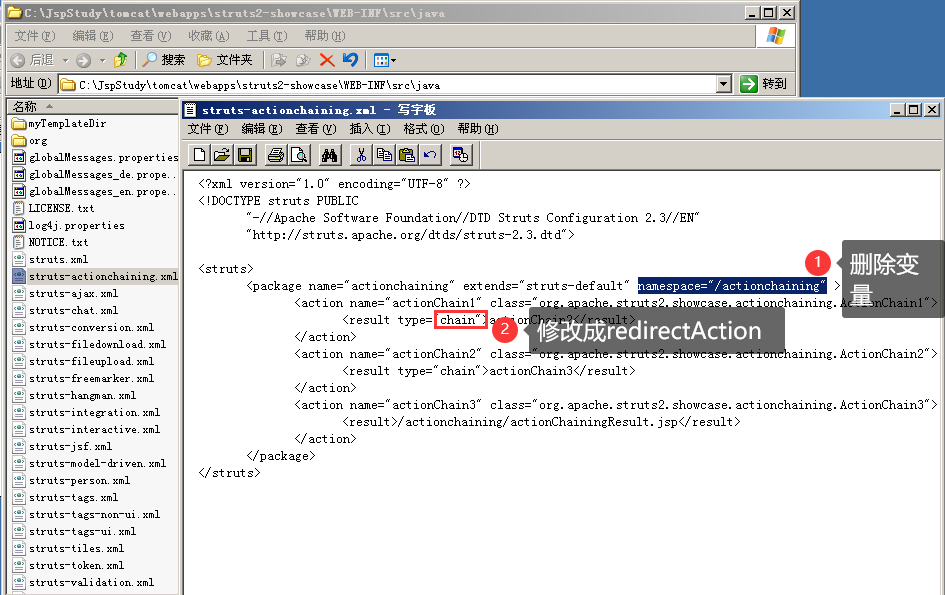 C:\JspStudy\tomcat\webapps\struts2-showcase\WEB-INF\src\java
文件(F) 编辑(E) 查看(V) 收藏(A) 工具(T) 帮助(H)
后退 搜索 文件夹
地址(D) C:\JspStudy\tomcat\webapps\struts2-showcase\WEB-INF\src\java 转到
名称
myTemplateDir
org
globalMessages.properties
globalMessages_de.prope..
globalMessages_en.prope..
LICENSE.txt
log4j.properties
NOTICE.txt
struts.xml
struts-actionchaining.xml
struts-ajax.xml
struts-chat.xml
struts-conversion.xml
struts-filedownload.xml
struts-fileupload.xml
struts-freemarker.xml
struts-hangman.xml
struts-integration.xml
struts-interactive.xml
struts-jsf.xml
struts-model-driven.xml
struts-person.xml
struts-tags.xml
struts-tags-non-ui.xml
struts-tags-ui.xml
struts-tiles.xml
struts-token.xml
struts-validation.xml
struts-actionchaining.xml - 写字板
文件(F) 编辑(E) 查看(V) 插入(I) 格式(O) 帮助(H)
<?xml version="1.0" encoding="UTF-8" ?>
<!DOCTYPE struts PUBLIC
"-//Apache Software Foundation//DTD Struts Configuration 2.3//EN"
"http://struts.apache.org/dtds/struts-2.3.dtd">
<struts>
<package name="actionchaining" extends="struts-default" namespace="/actionchaining" >
<action name="actionChain1" class="org.apache.struts2.showcase.actionchaining.ActionChain1">
<result type="chain">actionChain2</result>
</action>
<action name="actionChain2" class="org.apache.struts2.showcase.actionchaining.ActionChain2">
<result type="chain">actionChain3</result>
</action>
<action name="actionChain3" class="org.apache.struts2.showcase.actionchaining.ActionChain3">
<result>/actionchaining/actionChainingResult.jsp</result>
</action>
</package>
</struts>
1 删除变
量
2 修改成redirectAction